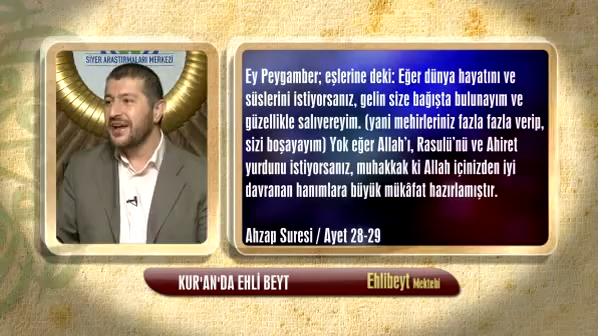 SİYER ARAŞTIRMALARI MERKEZİ
Ey Peygamber; eşlerine deki: Eğer dünya hayatını ve
süslerini istiyorsanız, gelin size bağışta bulunayım ve
güzellikle salıvereyim. (yani mehirleriniz fazla fazla verip,
sizi boşayayım) Yok eğer Allah'ı, Rasulü'nü ve Ahiret
yurdunu istiyorsanız, muhakkak ki Allah içinizden iyi
davranan hanımlara büyük mükâfat hazırlamıştır.
Ahzap Suresi / Ayet 28-29
KUR'AN'DA EHLİ BEYT
Ehlibeyt Mektebi